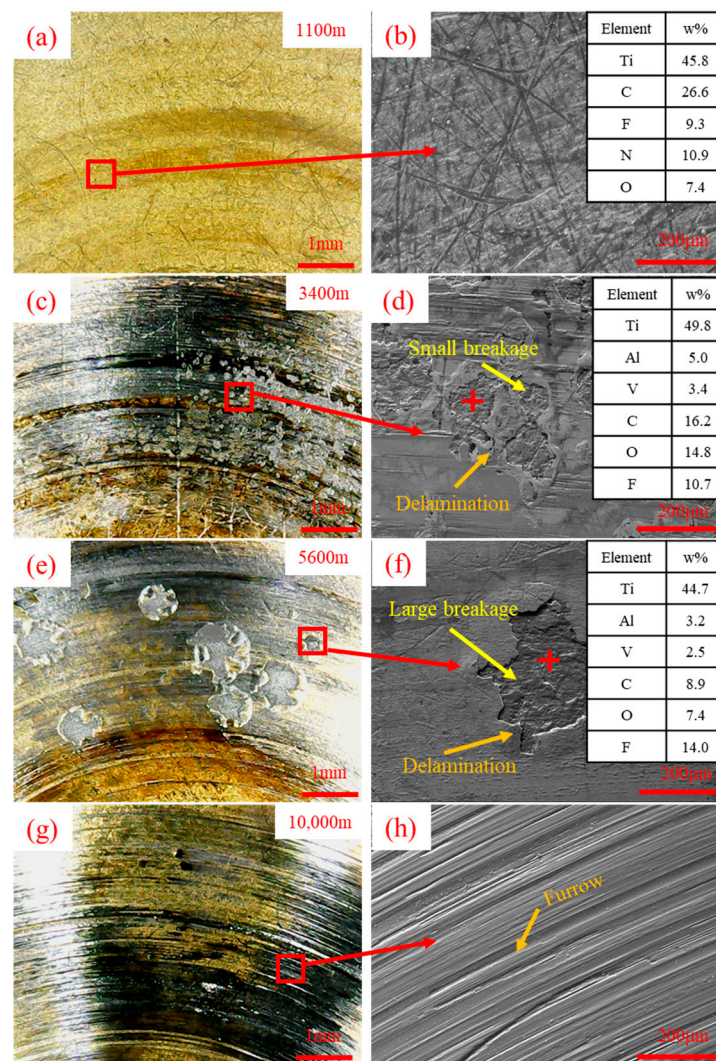 (a)
1100m
1mm
(b)
Element w%
Ti 45.8
C 26.6
F 9.3
N 10.9
O 7.4
200μm
(c)
3400m
1mm
(d)
Small breakage
Delamination
Element w%
Ti 49.8
Al 5.0
V 3.4
C 16.2
O 14.8
F 10.7
200μm
(e)
5600m
1mm
(f)
Large breakage
Delamination
Element w%
Ti 44.7
Al 3.2
V 2.5
C 8.9
O 7.4
F 14.0
200μm
(g)
10,000m
1mm
(h)
Furrow
200μm